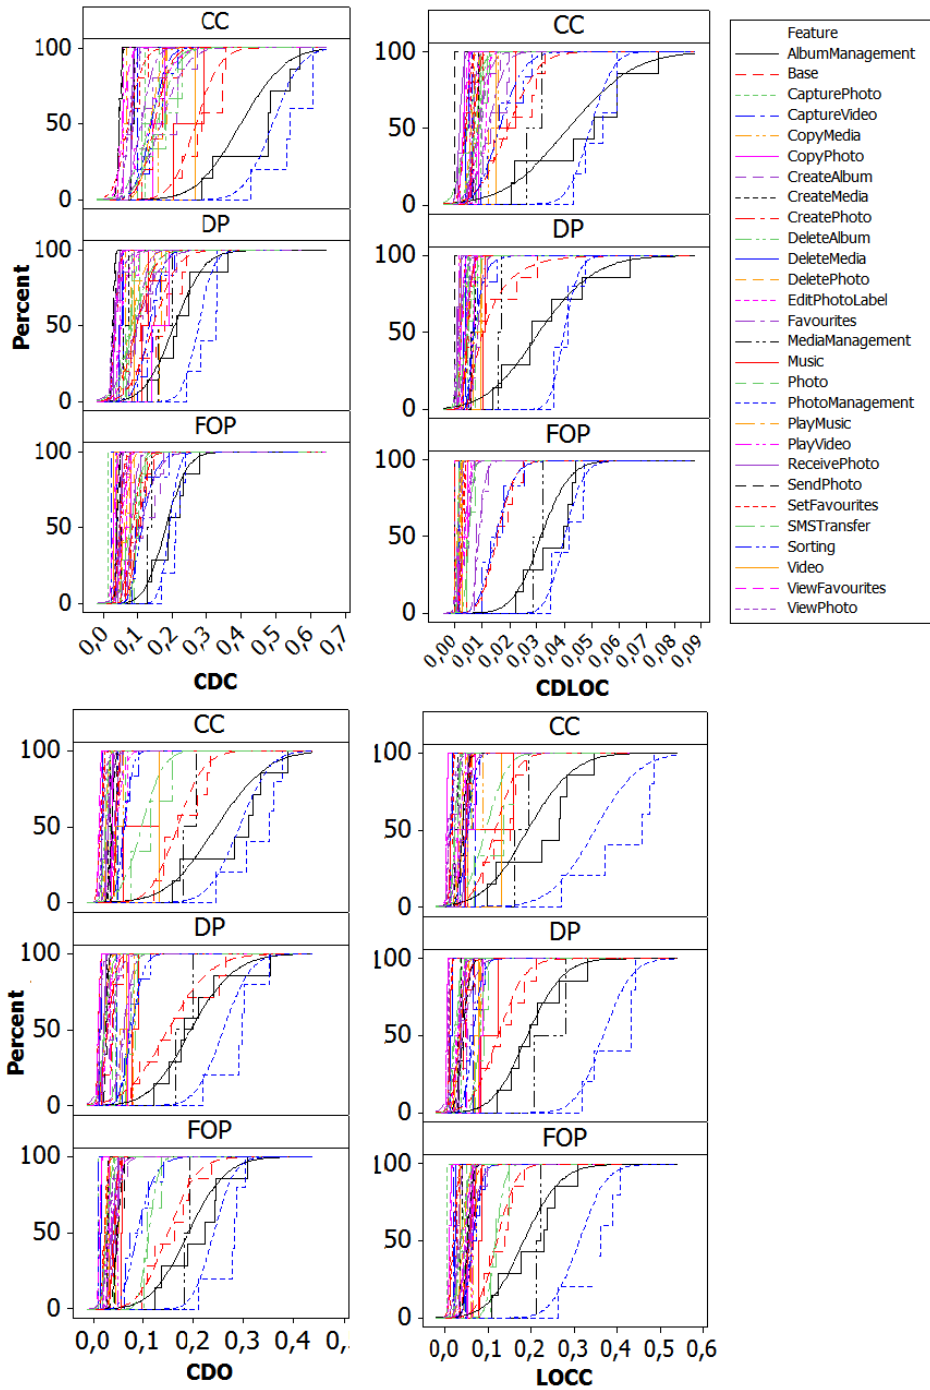 CC
100
50
0
DP
100
50
0
FOP
100
50
0
Percent
0,0 0,1 0,2 0,3 0,4 0,5 0,6 0,7
CDC
CC
100
50
0
DP
100
50
0
FOP
100
50
0
0,00 0,01 0,02 0,03 0,04 0,05 0,06 0,07 0,08 0,09
CDLOC
Feature
AlbumManagement
Base
CapturePhoto
CaptureVideo
CopyMedia
CopyPhoto
CreateAlbum
CreateMedia
CreatePhoto
DeleteAlbum
DeleteMedia
DeletePhoto
EditPhotoLabel
Favourites
MediaManagement
Music
Photo
PhotoManagement
PlayMusic
PlayVideo
ReceivePhoto
SendPhoto
SetFavourites
SMSTransfer
Sorting
Video
ViewFavourites
ViewPhoto
CC
100
50
0
DP
100
50
0
FOP
100
50
0
Percent
0,0 0,1 0,2 0,3 0,4 0,
CDO
CC
100
50
0
DP
100
50
0
FOP
100
50
0
0,0 0,1 0,2 0,3 0,4 0,5 0,6
LOCC